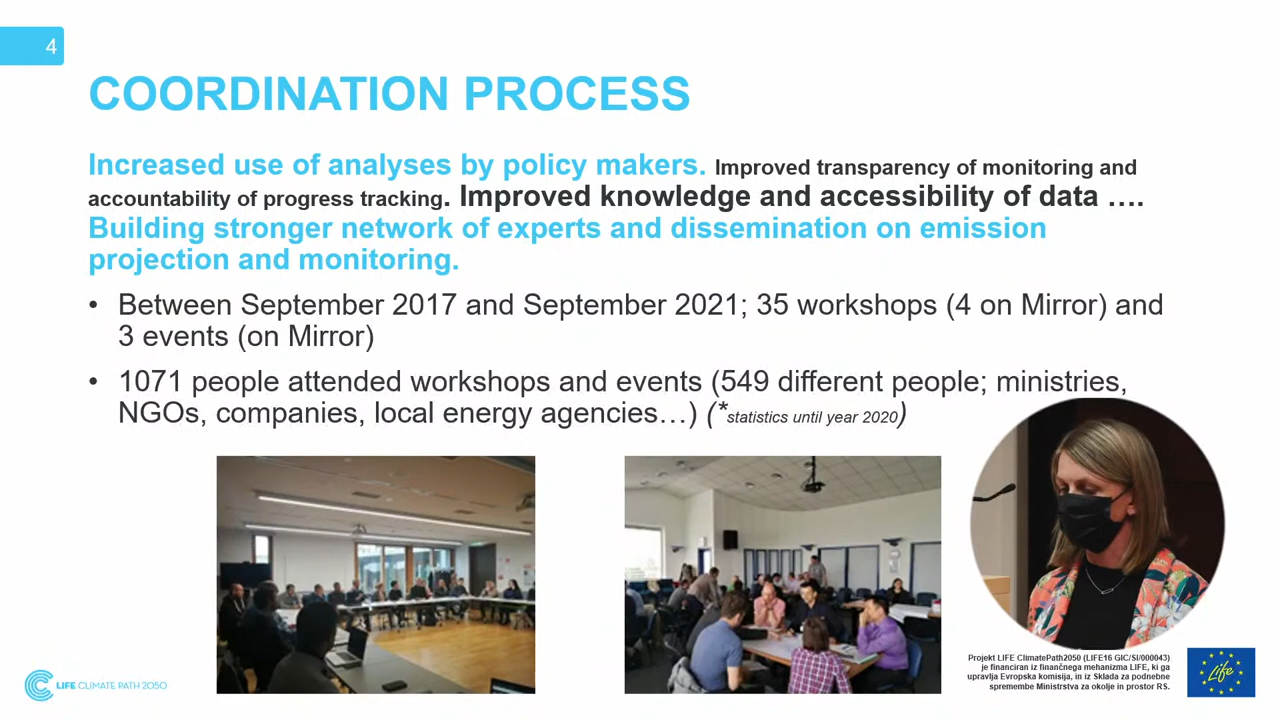 4
COORDINATION PROCESS
Increased use of analyses by policy makers. Improved transparency of monitoring and
accountability of progress tracking. Improved knowledge and accessibility of data ….
Building stronger network of experts and dissemination on emission
projection and monitoring.
• Between September 2017 and September 2021; 35 workshops (4 on Mirror) and
3 events (on Mirror)
• 1071 people attended workshops and events (549 different people; ministries,
NGOs, companies, local energy agencies…) (*statistics until year 2020)
Projekt LIFE ClimatePath2050 (LIFE16 GIC/SI/000043)
je financiran iz finančnega mehanizma LIFE, ki ga
upravlja Evropska komisija, in iz Sklada za podnebne
spremembe Ministrstva za okolje in prostor RS.
Life
LIFE CLIMATE PATH 2050